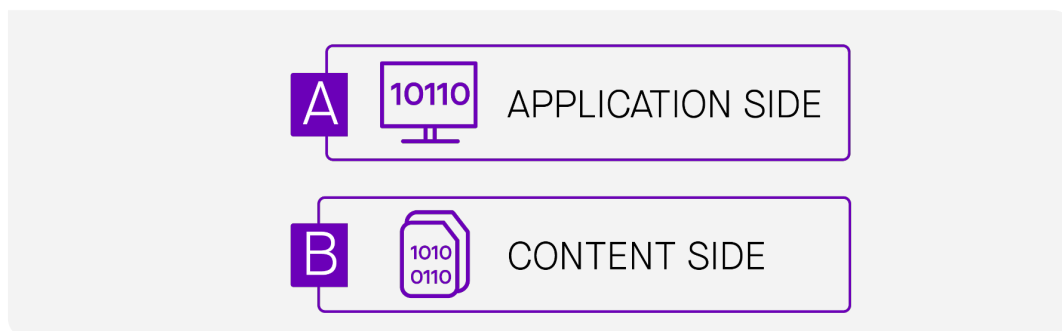 A
10110
APPLICATION SIDE
B
1010
0110
CONTENT SIDE